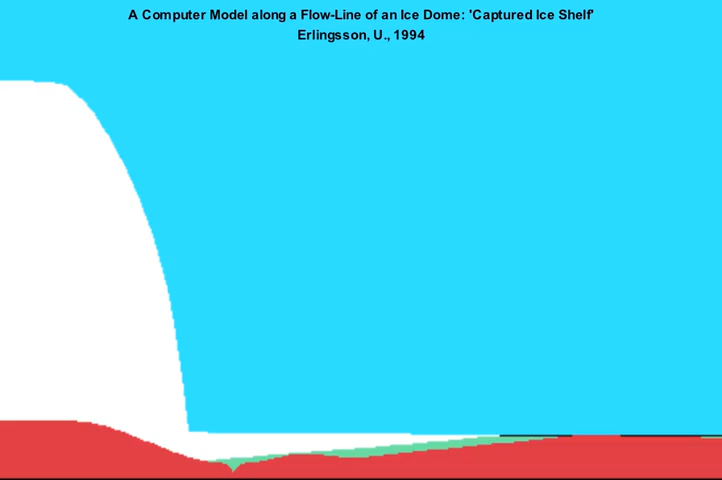 A Computer Model along a Flow-Line of an Ice Dome: 'Captured Ice Shelf'
Erlingsson, U., 1994